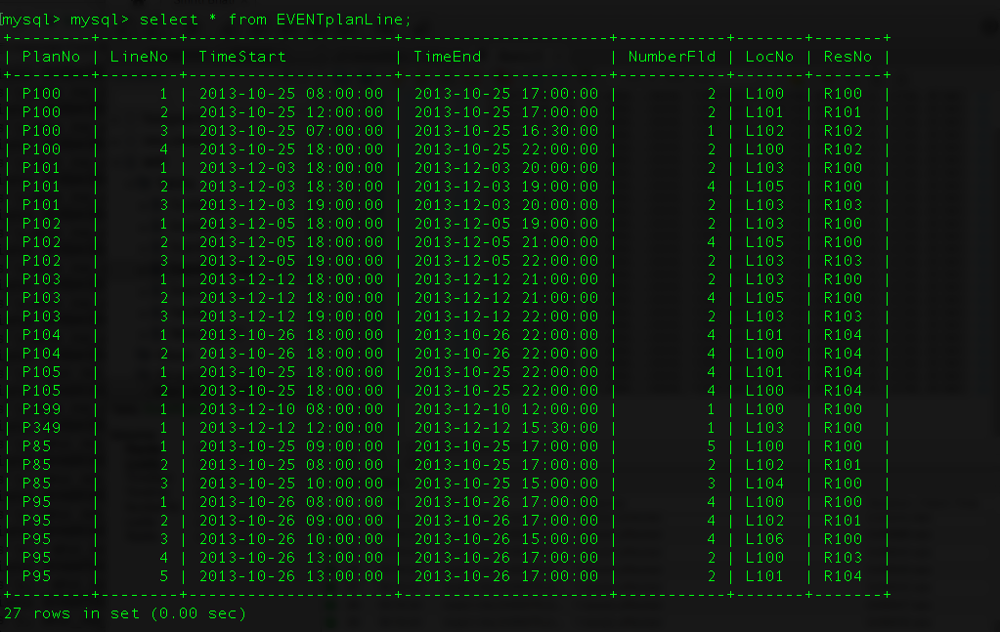 [mysql> mysql> select * from EVENTplanLine;
+--------+--------+---------------------+---------------------+-----------+-------+-------+
| PlanNo | LineNo | TimeStart           | TimeEnd             | NumberFld | LocNo | ResNo |
+--------+--------+---------------------+---------------------+-----------+-------+-------+
| P100   |      1 | 2013-10-25 08:00:00 | 2013-10-25 17:00:00 |         2 | L100  | R100  |
| P100   |      2 | 2013-10-25 12:00:00 | 2013-10-25 17:00:00 |         2 | L101  | R101  |
| P100   |      3 | 2013-10-25 07:00:00 | 2013-10-25 16:30:00 |         1 | L102  | R102  |
| P100   |      4 | 2013-10-25 18:00:00 | 2013-10-25 22:00:00 |         2 | L100  | R102  |
| P101   |      1 | 2013-12-03 18:00:00 | 2013-12-03 20:00:00 |         2 | L103  | R100  |
| P101   |      2 | 2013-12-03 18:30:00 | 2013-12-03 19:00:00 |         4 | L105  | R100  |
| P101   |      3 | 2013-12-03 19:00:00 | 2013-12-03 20:00:00 |         2 | L103  | R103  |
| P102   |      1 | 2013-12-05 18:00:00 | 2013-12-05 19:00:00 |         2 | L103  | R100  |
| P102   |      2 | 2013-12-05 18:00:00 | 2013-12-05 21:00:00 |         4 | L105  | R100  |
| P102   |      3 | 2013-12-05 19:00:00 | 2013-12-05 22:00:00 |         2 | L103  | R103  |
| P103   |      1 | 2013-12-12 18:00:00 | 2013-12-12 21:00:00 |         2 | L103  | R100  |
| P103   |      2 | 2013-12-12 18:00:00 | 2013-12-12 21:00:00 |         4 | L105  | R100  |
| P103   |      3 | 2013-12-12 19:00:00 | 2013-12-12 22:00:00 |         2 | L103  | R103  |
| P104   |      1 | 2013-10-26 18:00:00 | 2013-10-26 22:00:00 |         4 | L101  | R104  |
| P104   |      2 | 2013-10-26 18:00:00 | 2013-10-26 22:00:00 |         4 | L100  | R104  |
| P105   |      1 | 2013-10-25 18:00:00 | 2013-10-25 22:00:00 |         4 | L101  | R104  |
| P105   |      2 | 2013-10-25 18:00:00 | 2013-10-25 22:00:00 |         4 | L100  | R104  |
| P199   |      1 | 2013-12-10 08:00:00 | 2013-12-10 12:00:00 |         1 | L100  | R100  |
| P349   |      1 | 2013-12-12 12:00:00 | 2013-12-12 15:30:00 |         1 | L103  | R100  |
| P85    |      1 | 2013-10-25 09:00:00 | 2013-10-25 17:00:00 |         5 | L100  | R100  |
| P85    |      2 | 2013-10-25 08:00:00 | 2013-10-25 17:00:00 |         2 | L102  | R101  |
| P85    |      3 | 2013-10-25 10:00:00 | 2013-10-25 15:00:00 |         3 | L104  | R100  |
| P95    |      1 | 2013-10-26 08:00:00 | 2013-10-26 17:00:00 |         4 | L100  | R100  |
| P95    |      2 | 2013-10-26 09:00:00 | 2013-10-26 17:00:00 |         4 | L102  | R101  |
| P95    |      3 | 2013-10-26 10:00:00 | 2013-10-26 15:00:00 |         4 | L106  | R100  |
| P95    |      4 | 2013-10-26 13:00:00 | 2013-10-26 17:00:00 |         2 | L100  | R103  |
| P95    |      5 | 2013-10-26 13:00:00 | 2013-10-26 17:00:00 |         2 | L101  | R104  |
+--------+--------+---------------------+---------------------+-----------+-------+-------+
27 rows in set (0.00 sec)